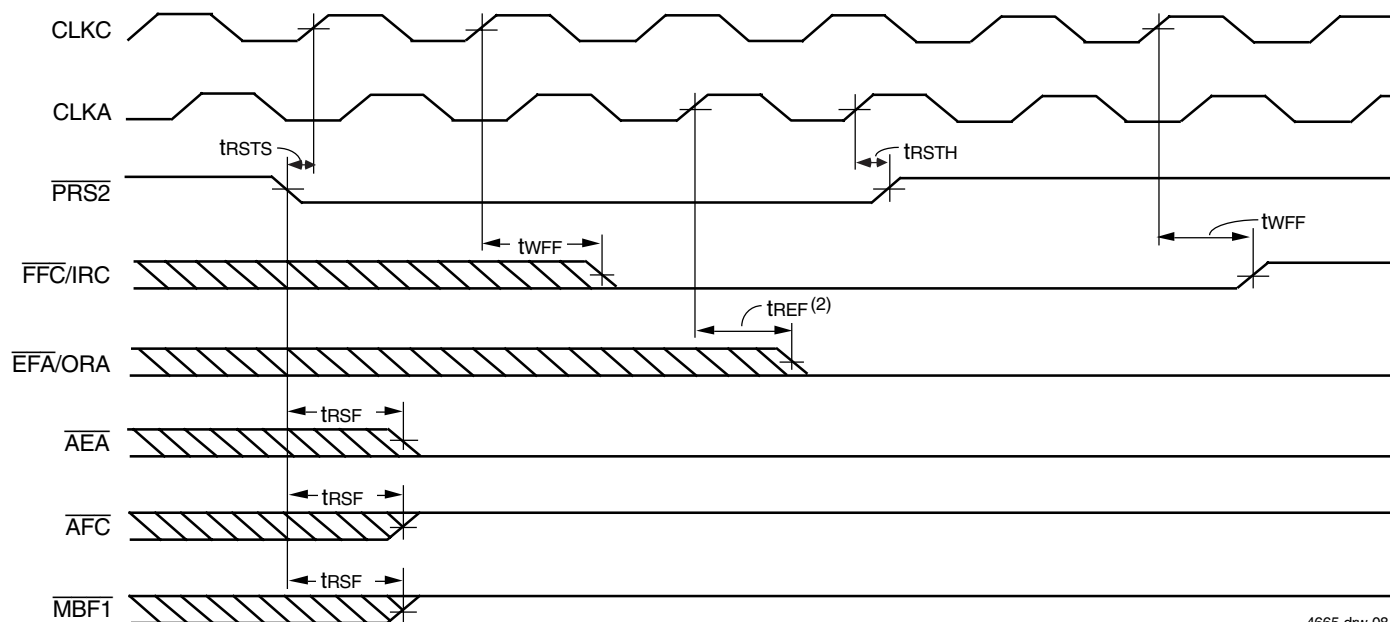 CLKC
CLKA
tRSTS
tRSTH
PRS2
tWFF
tWFF
FFC/IRC
tREF(2)
EFA/ORA
tRSF
AEA
tRSF
AFC
tRSF
MBF1
4665 drw 08